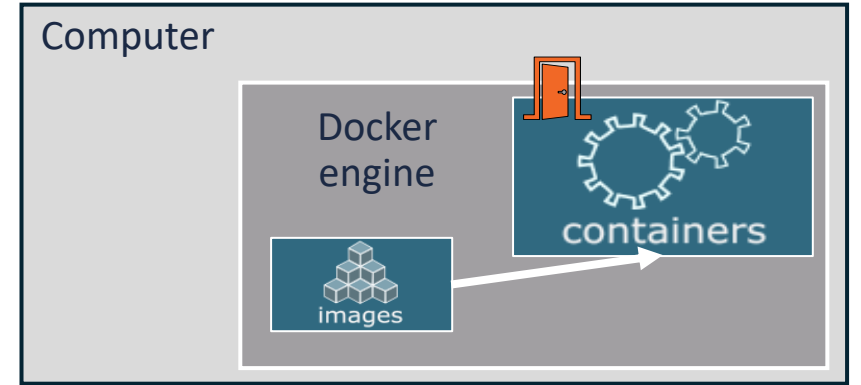 Computer
Docker
engine
containers
images